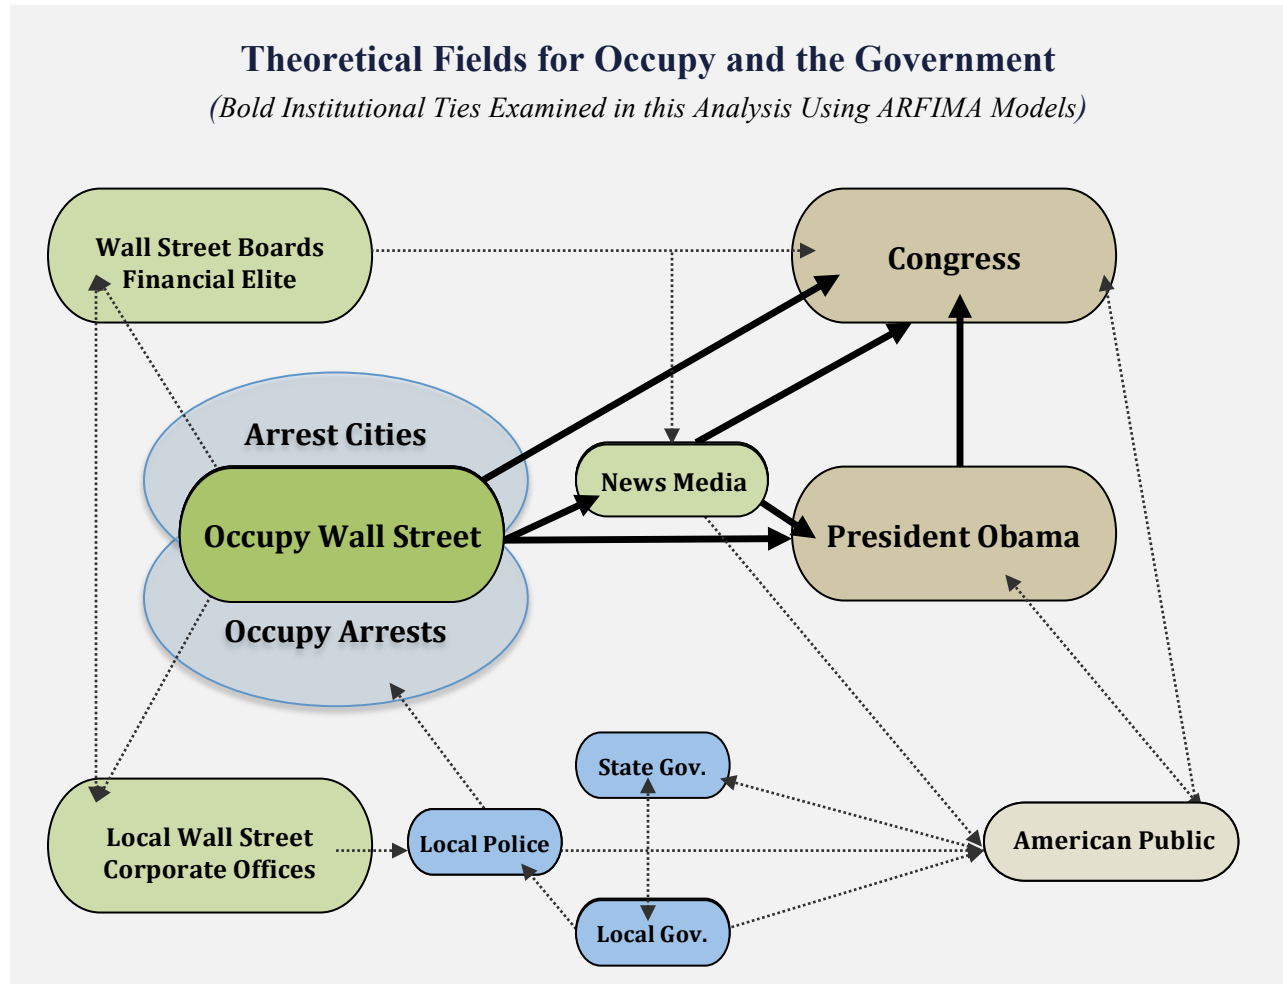 Theoretical Fields for Occupy and the Government
(Bold Institutional Ties Examined in this Analysis Using ARFIMA Models)
Wall Street Boards
Financial Elite
Congress
Arrest Cities
News Media
Occupy Wall Street
President Obama
Occupy Arrests
State Gov.
Local Wall Street
Corporate Offices
Local Police
American Public
Local Gov.